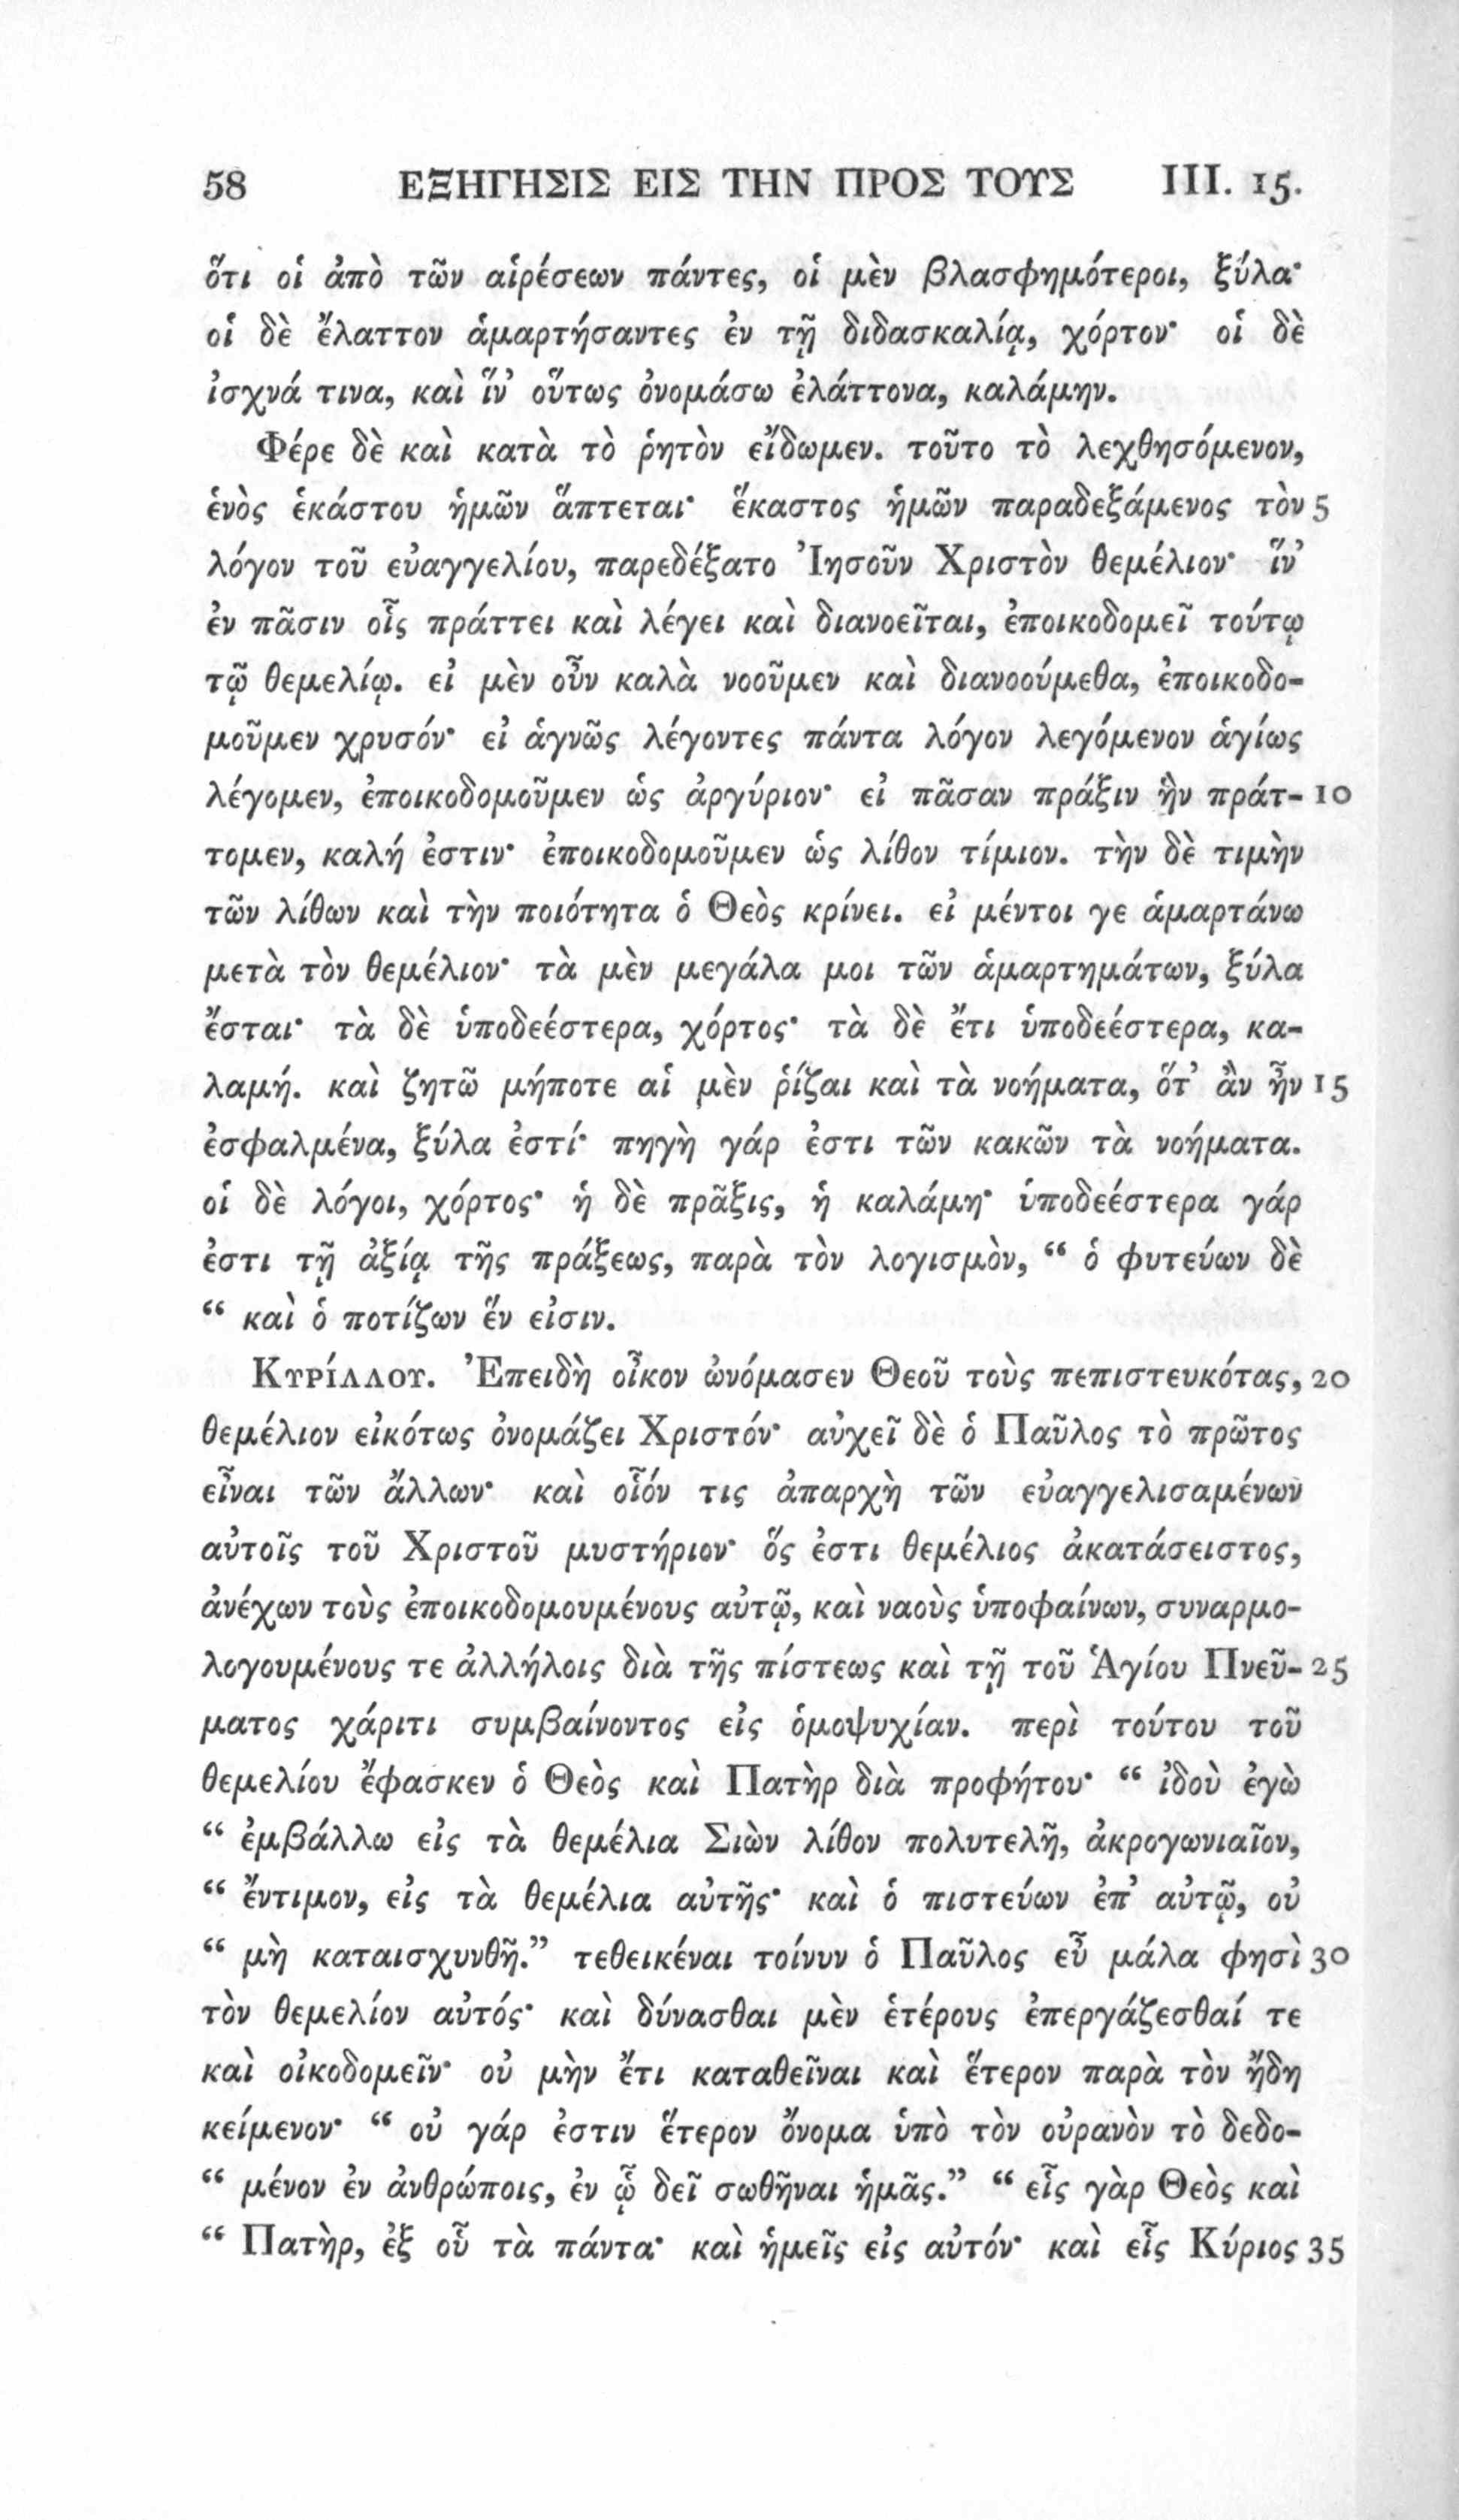 58 ΕΞΗΓΗΣΙΣ ΕΙΣ ΤΗΝ ΠΡΟΣ ΤΟΥΣ III. 15.
ὅτι οἱ ἀπὸ τῶν αἱρέσεων πάντες, οἱ μὲν βλασφημότεροι, ξύλα·
οἱ δὲ ἔλαττον ἁμαρτήσαντες ἐν τῇ διδασκαλίᾳ, χόρτον· οἱ δὲ
ἰσχνά τινα, καὶ ἵν’ οὕτως ὀνομάσω ἐλάττονα, καλάμην.
Φέρε δὲ καὶ κατὰ τὸ ῥητὸν εἴδωμεν. τοῦτο τὸ λεχθησόμενον,
ἑνὸς ἑκάστου ἡμῶν ἅπτεται· ἕκαστος ἡμῶν παραδεξάμενος τὸν 5
λόγον τοῦ εὐαγγελίου, παρεδέξατο Ἰησοῦν Χριστὸν θεμέλιον· ἵν’
ἐν πᾶσιν οἷς πράττει καὶ λέγει καὶ διανοεῖται, ἐποικοδομεῖ τούτῳ
τῷ θεμελίῳ. εἰ μὲν οὖν καλὰ νοοῦμεν καὶ διανοούμεθα, ἐποικοδο-
μοῦμεν χρυσόν· εἰ ἁγνῶς λέγοντες πάντα λόγον λεγόμενον ἁγίως
λέγομεν, ἐποικοδομοῦμεν ὡς ἀργύριον· εἰ πᾶσαν πράξιν ἣν πράτ- 10
τομεν, καλή ἐστιν· ἐποικοδομοῦμεν ὡς λίθον τίμιον. τὴν δὲ τιμὴν
τῶν λίθων καὶ τὴν ποιότητα ὁ Θεὸς κρίνει. εἰ μέντοι γε ἁμαρτάνω
μετὰ τὸν θεμέλιον· τὰ μὲν μεγάλα μοι τῶν ἁμαρτημάτων, ξύλα
ἔσται· τὰ δὲ ὑποδεέστερα, χόρτος· τὰ δὲ ἔτι ὑποδεέστερα, κα-
λαμή. καὶ ζητῶ μήποτε αἱ μὲν ῥίζαι καὶ τὰ νοήματα, ὅτ’ ἂν ἦν 15
ἐσφαλμένα, ξύλα ἐστί· πηγὴ γάρ ἐστι τῶν κακῶν τὰ νοήματα.
οἱ δὲ λόγοι, χόρτος· ἡ δὲ πρᾶξις, ἡ καλάμη· ὑποδεέστερα γάρ
ἐστι τῇ ἀξίᾳ τῆς πράξεως, παρὰ τὸν λογισμὸν, “ ὁ φυτεύων δὲ
“ καὶ ὁ ποτίζων ἕν εἰσιν.
Κυρίλλου. Ἐπειδὴ οἶκον ὠνόμασεν Θεοῦ τοὺς πεπιστευκότας, 20
θεμέλιον εἰκότως ὀνομάζει Χριστόν· αὐχεῖ δὲ ὁ Παῦλος τὸ πρῶτος
εἶναι τῶν ἄλλων· καὶ οἷόν τις ἀπαρχὴ τῶν εὐαγγελισαμένων
αὐτοῖς τοῦ Χριστοῦ μυστήριον· ὅς ἐστι θεμέλιος ἀκατάσειστος,
ἀνέχων τοὺς ἐποικοδομουμένους αὐτῷ, καὶ ναοὺς ὑποφαίνων, συναρμο-
λογουμένους τε ἀλλήλοις διὰ τῆς πίστεως καὶ τῇ τοῦ Ἁγίου Πνεῦ- 25
ματος χάριτι συμβαίνοντος εἰς ὁμοψυχίαν. περὶ τούτου τοῦ
θεμελίου ἔφασκεν ὁ Θεὸς καὶ Πατὴρ διὰ προφήτου· “ ἰδοὺ ἐγὼ
“ ἐμβάλλω εἰς τὰ θεμέλια Σιὼν λίθον πολυτελῆ, ἀκρογωνιαῖον,
“ ἔντιμον, εἰς τὰ θεμέλια αὐτῆς· καὶ ὁ πιστεύων ἐπ’ αὐτῷ, οὐ
“ μὴ καταισχυνθῇ.” τεθεικέναι τοίνυν ὁ Παῦλος εὖ μάλα φησὶ 30
τὸν θεμελίον αὐτός· καὶ δύνασθαι μὲν ἑτέρους ἐπεργάζεσθαί τε
καὶ οἰκοδομεῖν· οὐ μὴν ἔτι καταθεῖναι καὶ ἕτερον παρὰ τὸν ἤδη
κείμενον· “ οὐ γάρ ἐστιν ἕτερον ὄνομα ὑπὸ τὸν οὐρανὸν τὸ δεδο-
“ μένον ἐν ἀνθρώποις, ἐν ᾧ δεῖ σωθῆναι ἡμᾶς.” “ εἷς γὰρ Θεὸς καὶ
“ Πατὴρ, ἐξ οὗ τὰ πάντα· καὶ ἡμεῖς εἰς αὐτόν· καὶ εἷς Κύριος 35